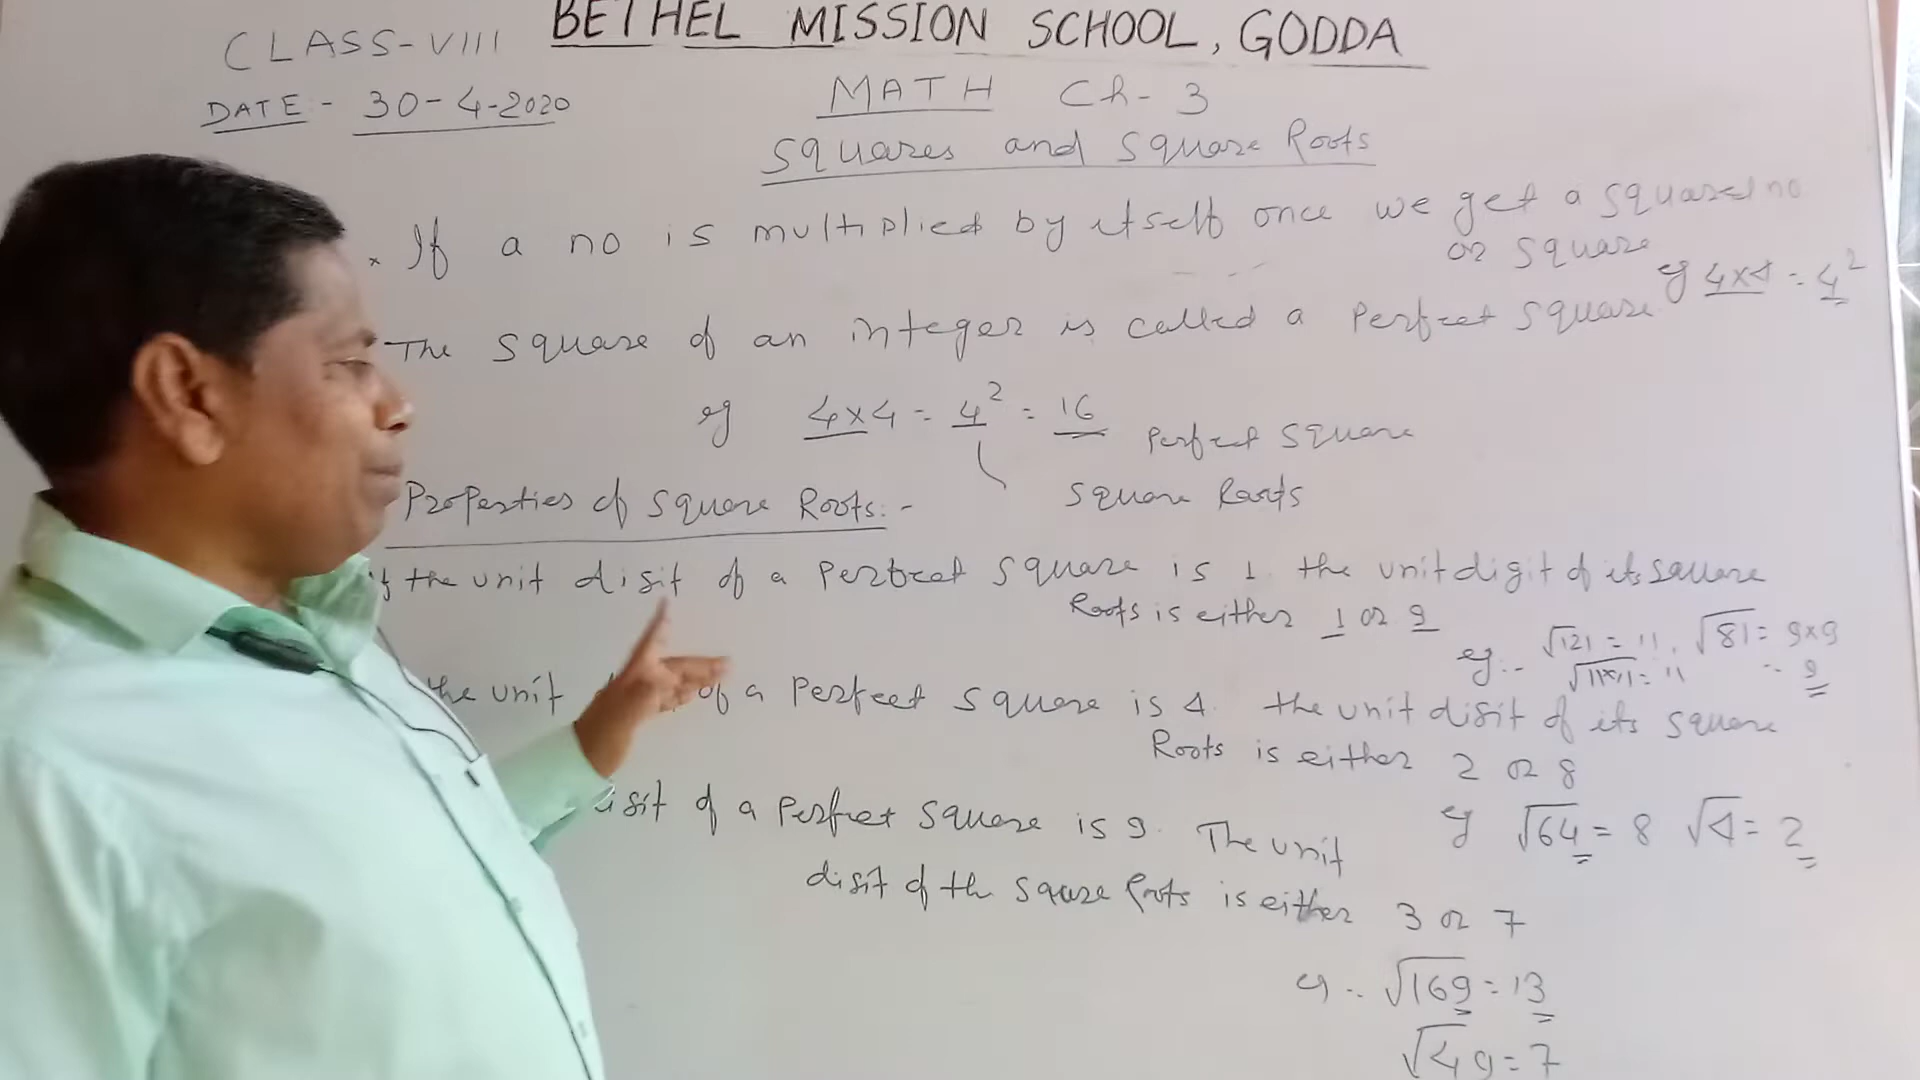 BETHEL MISSION SCHOOL, GODDA
CLASS-VIII
DATE - 30-4-2020
MATH Ch-3
Squares and Square Roots
× If a no is multiplied by itself once we get a square no
or square
eg 4×4 = 4²
The square of an integer is called a perfect square
eg 4×4 = 4² = 16 perfect square
square Roots
Properties of square Roots:-
If the unit disit of a perfect square is 1 the unit digit of its square
Roots is either 1 or 9
eg:- √121 = 11, √81 = 9×9
√11×11 = 11 = 9
the unit of a perfect square is 4 the unit disit of its square
Roots is either 2 or 8
eg √64 = 8 √4 = 2
disit of a perfect square is 9. The unit
disit of the square Roots is either 3 or 7
√169 = 13
√49 = 7